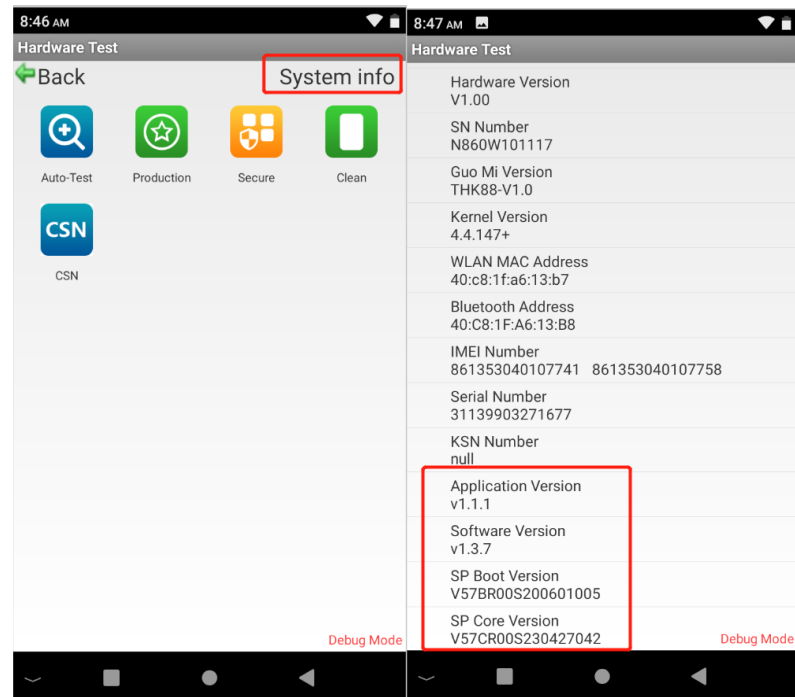 8:46 AM
Hardware Test
Back
System info
Auto-Test
Production
Secure
Clean
CSN
CSN
Debug Mode
8:47 AM
Hardware Test
Hardware Version
V1.00
SN Number
N860W101117
Guo Mi Version
THK88-V1.0
Kernel Version
4.4.147+
WLAN MAC Address
40:c8:1f:a6:13:b7
Bluetooth Address
40:C8:1F:A6:13:B8
IMEI Number
861353040107741 861353040107758
Serial Number
31139903271677
KSN Number
null
Application Version
v1.1.1
Software Version
v1.3.7
SP Boot Version
V57BR00S200601005
SP Core Version
V57CR00S230427042
Debug Mode